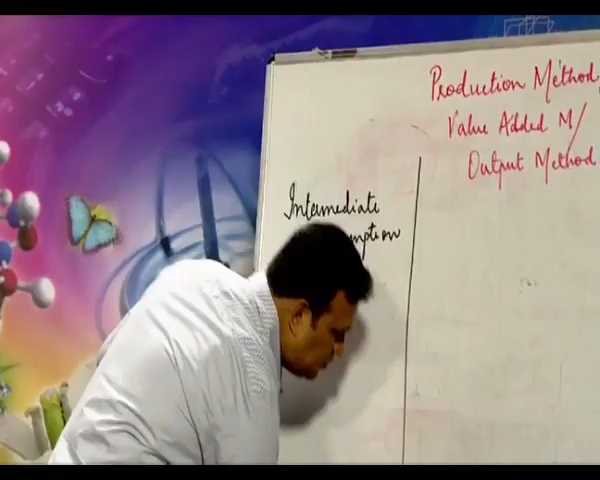 Production Method/
Value Added M/
Output Method
Intermediate